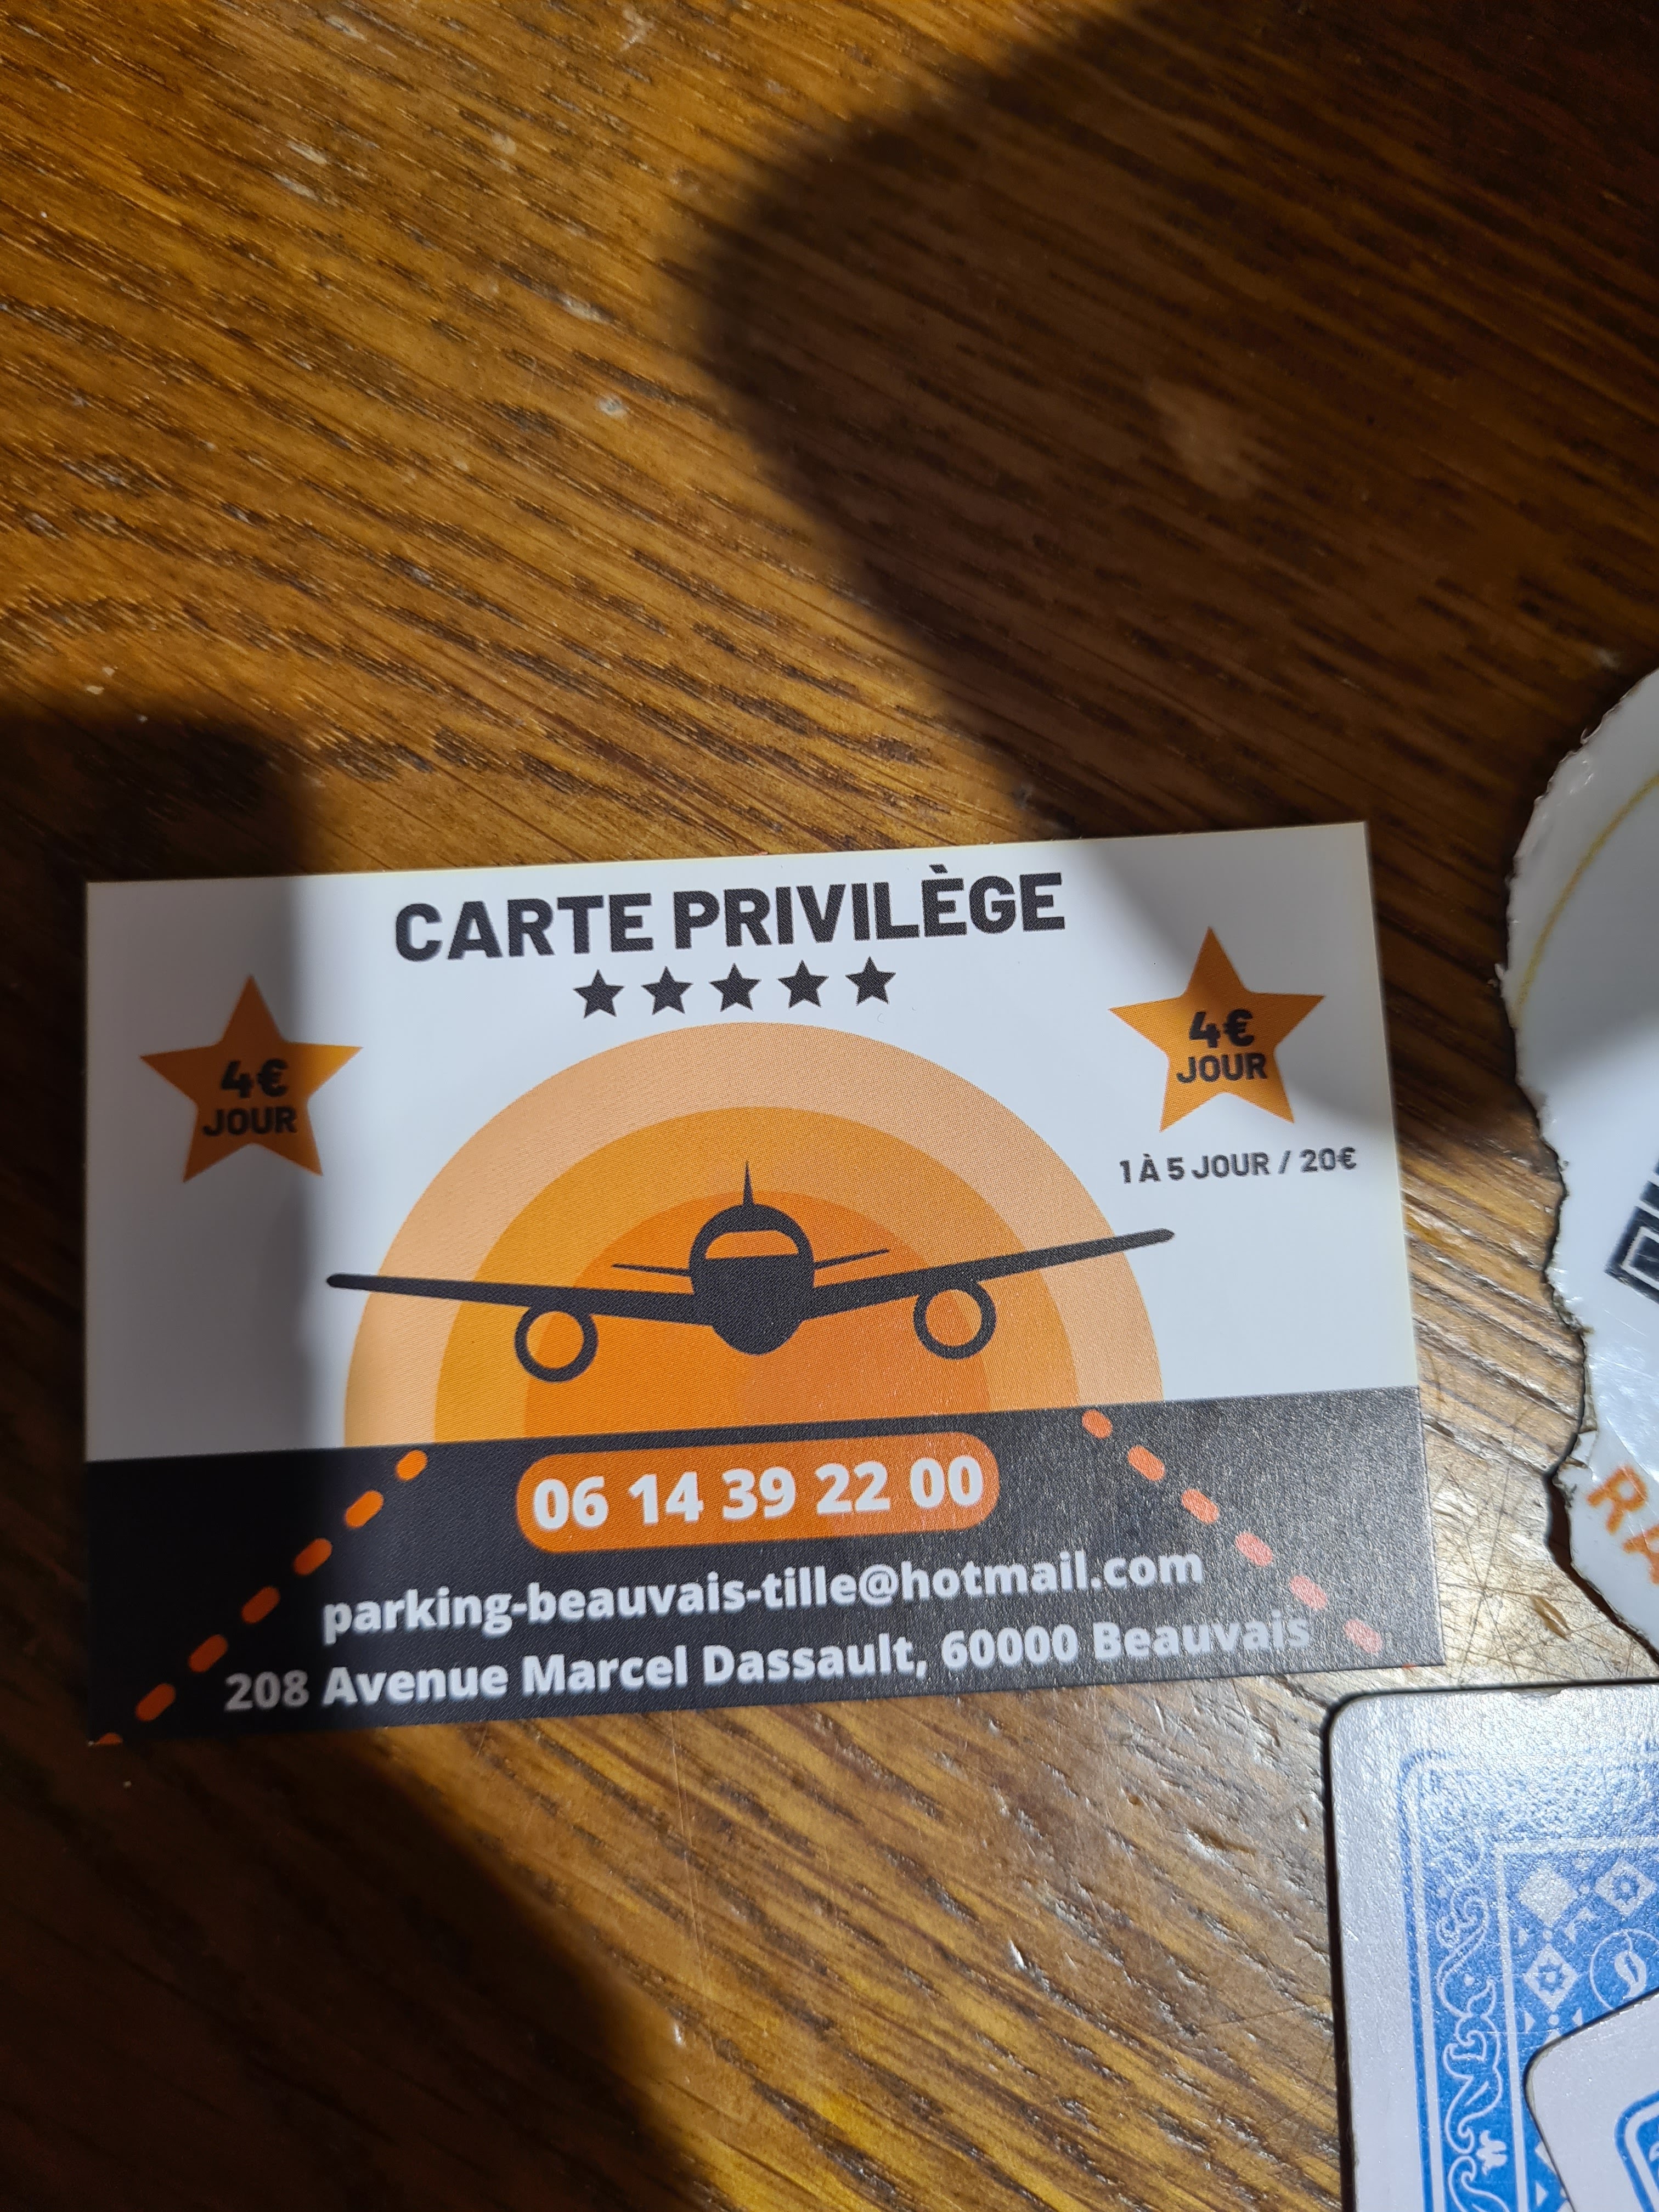 CARTE PRIVILÈGE
4€
JOUR
4€
JOUR
1 À 5 JOUR / 20€
06 14 39 22 00
parking-beauvais-tille@hotmail.com
208 Avenue Marcel Dassault, 60000 Beauvais